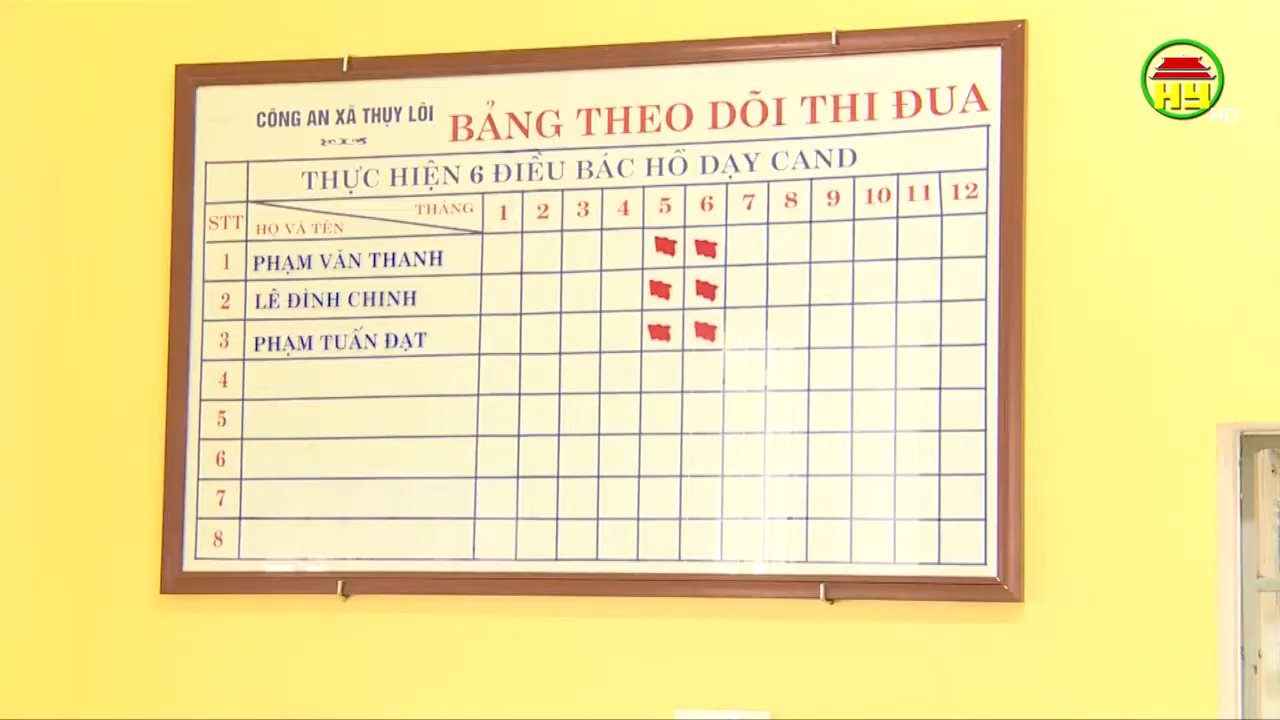 CÔNG AN XÃ THỤY LÔI
BẢNG THEO DÕI THI ĐUA
THỰC HIỆN 6 ĐIỀU BÁC HỒ DẠY CAND
STT HỌ VÀ TÊN THÁNG 1 2 3 4 5 6 7 8 9 10 11 12
1 PHẠM VĂN THANH
2 LÊ ĐÌNH CHINH
3 PHẠM TUẤN ĐẠT
4
5
6
7
8
HY
HD